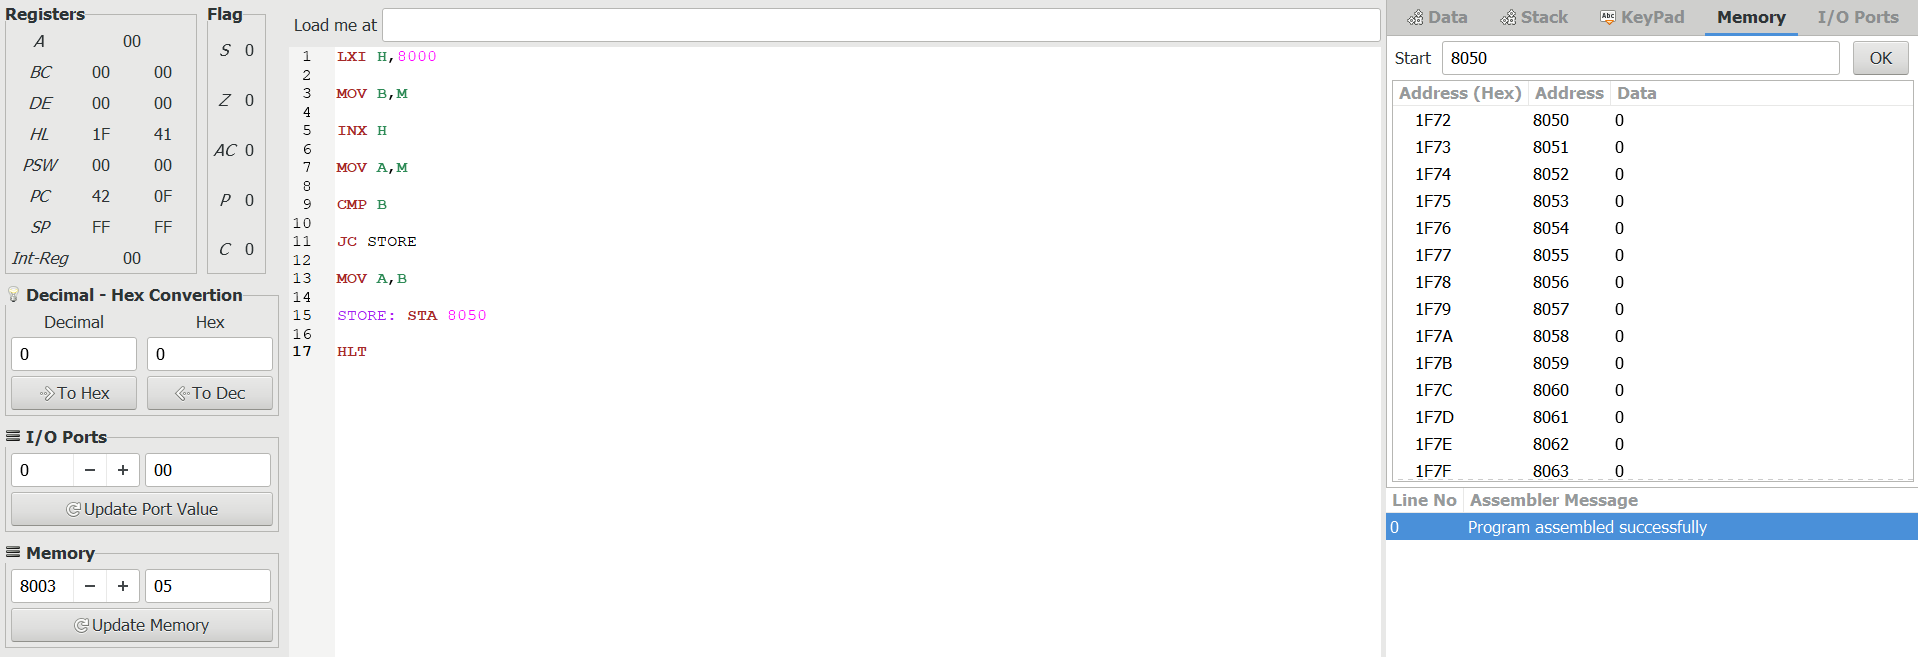 Registers
A 00
BC 00 00
DE 00 00
HL 1F 41
PSW 00 00
PC 42 0F
SP FF FF
Int-Reg 00
Flag
S 0
Z 0
AC 0
P 0
C 0
Decimal - Hex Convertion
Decimal Hex
0 0
To Hex To Dec
I/O Ports
0 − + 00
Update Port Value
Memory
8003 − + 05
Update Memory
Load me at
1 LXI H,8000
2
3 MOV B,M
4
5 INX H
6
7 MOV A,M
8
9 CMP B
10
11 JC STORE
12
13 MOV A,B
14
15 STORE: STA 8050
16
17 HLT
Data Stack Abc KeyPad Memory I/O Ports
Start 8050 OK
Address (Hex) Address Data
1F72 8050 0
1F73 8051 0
1F74 8052 0
1F75 8053 0
1F76 8054 0
1F77 8055 0
1F78 8056 0
1F79 8057 0
1F7A 8058 0
1F7B 8059 0
1F7C 8060 0
1F7D 8061 0
1F7E 8062 0
1F7F 8063 0
Line No Assembler Message
0 Program assembled successfully